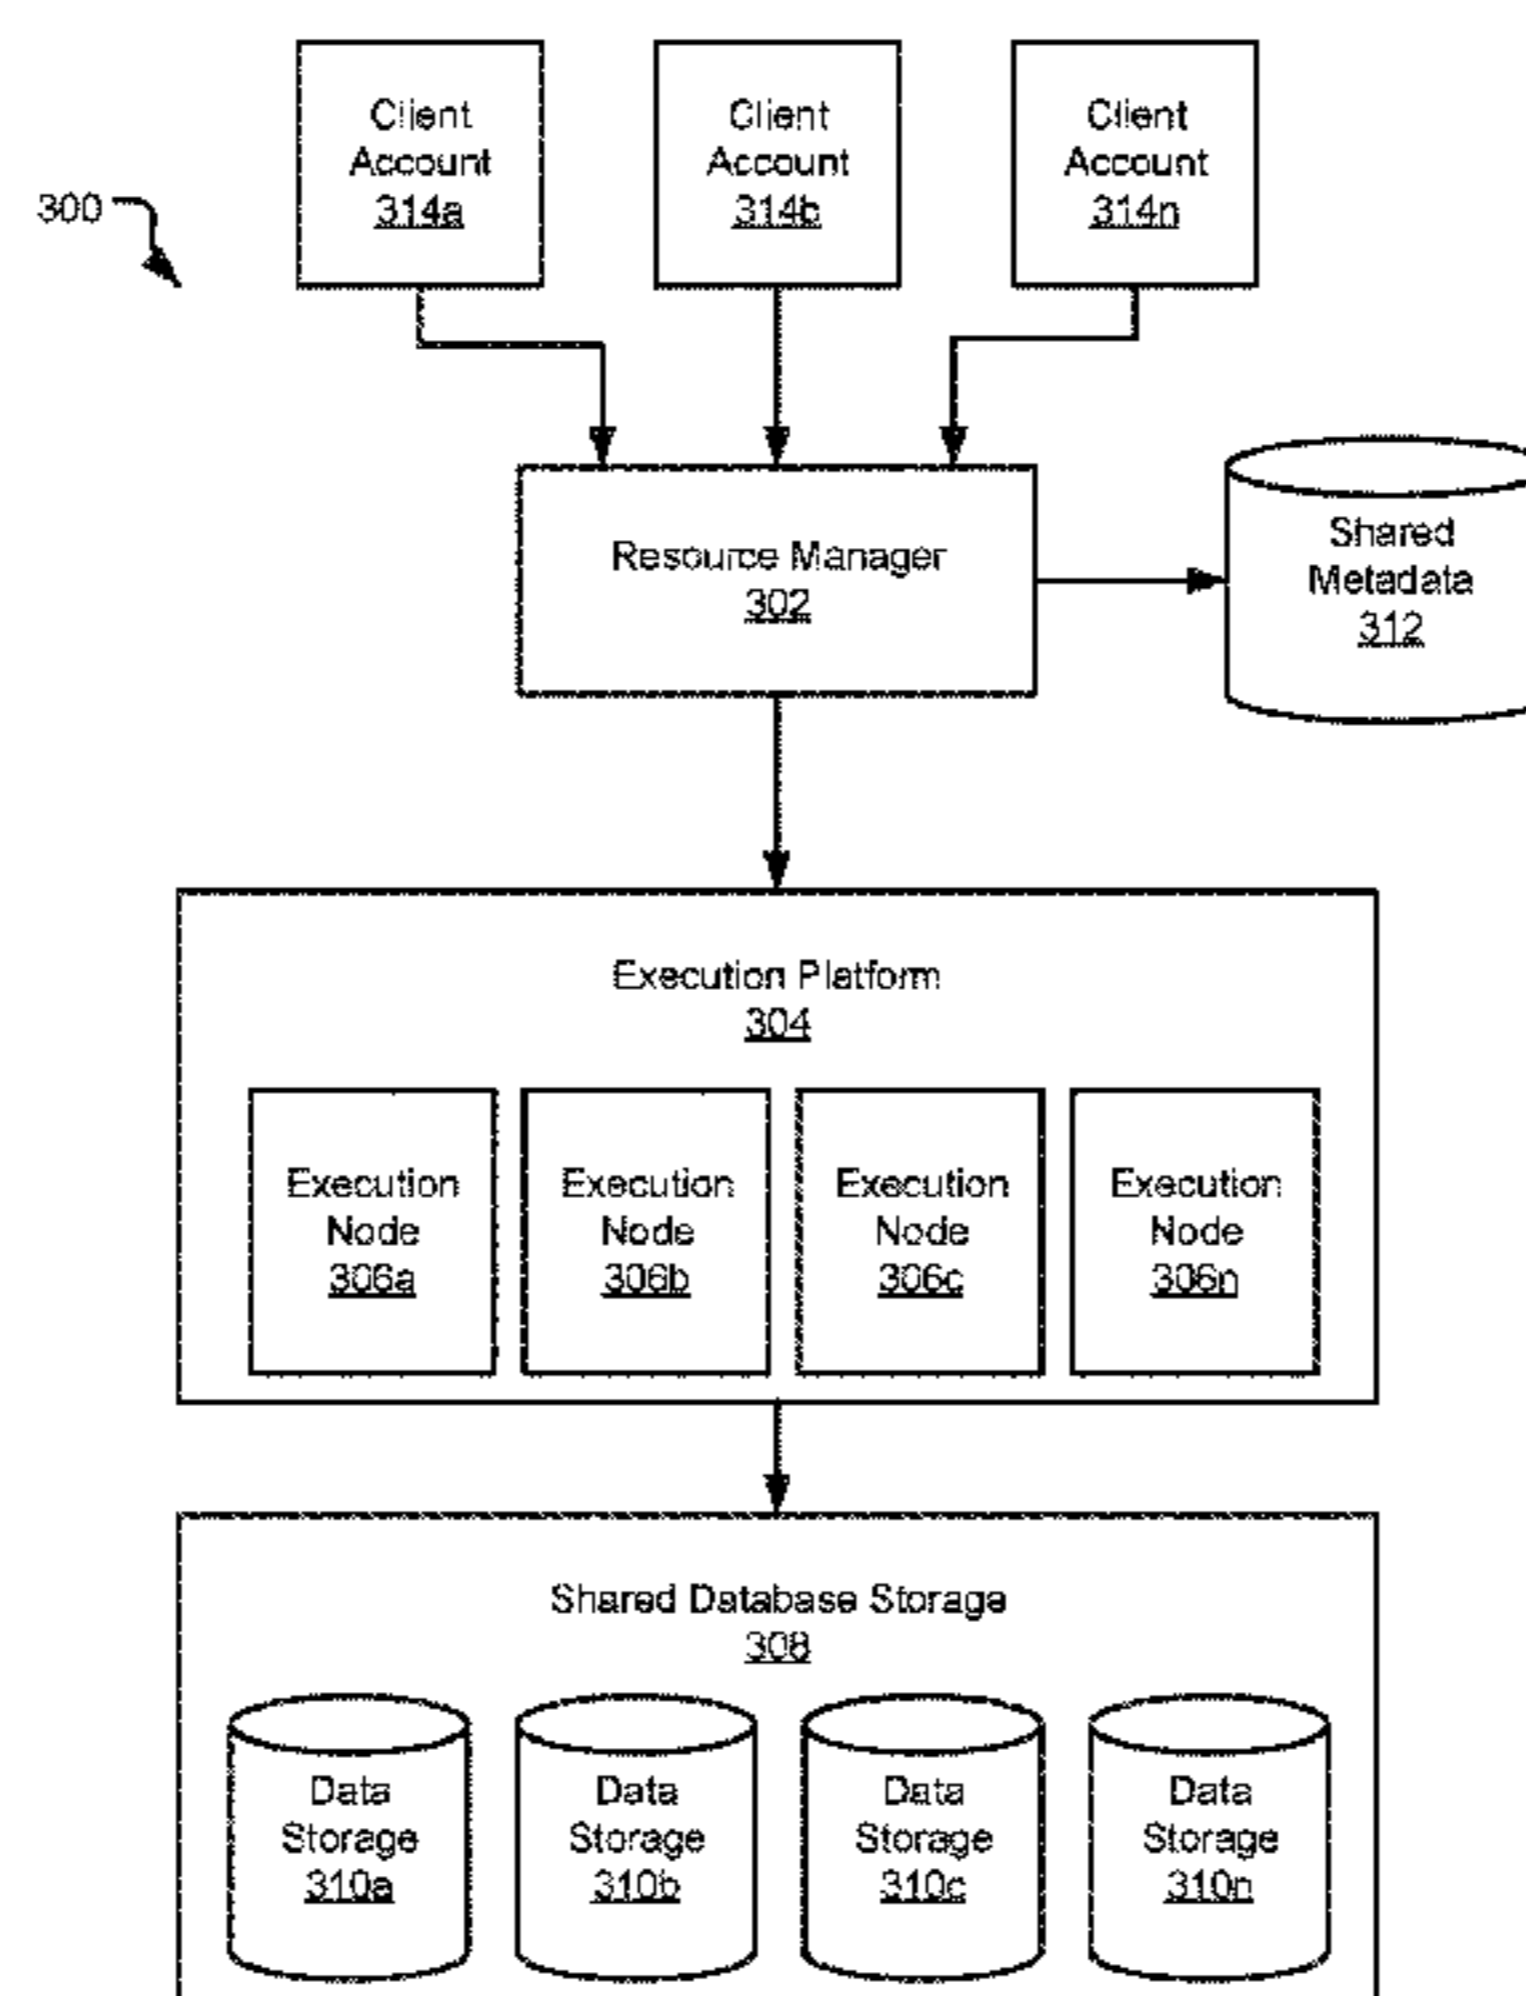 Client
Account
314a
Client
Account
314b
Client
Account
314n
300
Resource Manager
302
Shared
Metadata
312
Execution Platform
304
Execution
Node
306a
Execution
Node
306b
Execution
Node
306c
Execution
Node
306n
Shared Database Storage
308
Data
Storage
310a
Data
Storage
310b
Data
Storage
310c
Data
Storage
310n